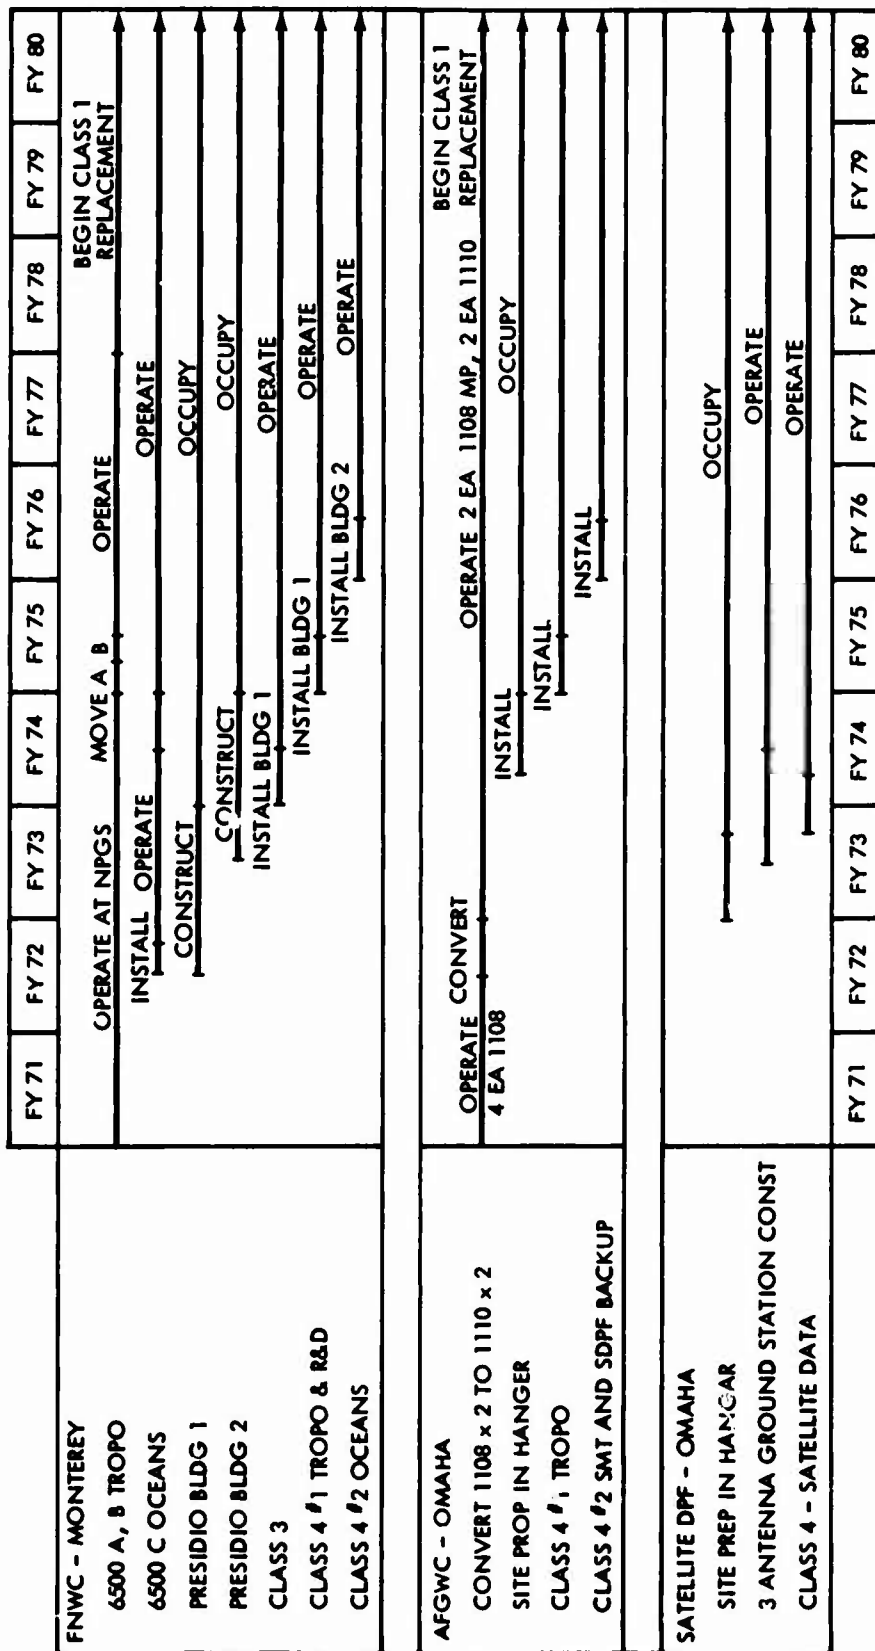 FY 71 FY 72 FY 73 FY 74 FY 75 FY 76 FY 77 FY 78 FY 79 FY 80
FNWC - MONTEREY
6500 A, B TROPO
OPERATE AT NPGS MOVE A B OPERATE BEGIN CLASS 1
REPLACEMENT
6500 C OCEANS
INSTALL OPERATE OPERATE
PRESIDIO BLDG 1
CONSTRUCT OCCUPY
PRESIDIO BLDG 2
CONSTRUCT OCCUPY
CLASS 3
INSTALL BLDG 1 OPERATE
CLASS 4 #1 TROPO & R&D
INSTALL BLDG 1 OPERATE
CLASS 4 #2 OCEANS
INSTALL BLDG 2 OPERATE
AFGWC - OMAHA
CONVERT 1108 x 2 TO 1110 x 2
OPERATE CONVERT OPERATE 2 EA 1108 MP, 2 EA 1110 BEGIN CLASS 1
4 EA 1108 REPLACEMENT
SITE PROP IN HANGER
INSTALL OCCUPY
CLASS 4 #1 TROPO
INSTALL
CLASS 4 #2 SMT AND SDPF BACKUP
INSTALL
SATELLITE DPF - OMAHA
SITE PREP IN HANGAR
OCCUPY
3 ANTENNA GROUND STATION CONST
OPERATE
CLASS 4 - SATELLITE DATA
OPERATE
FY 71 FY 72 FY 73 FY 74 FY 75 FY 76 FY 77 FY 78 FY 79 FY 80